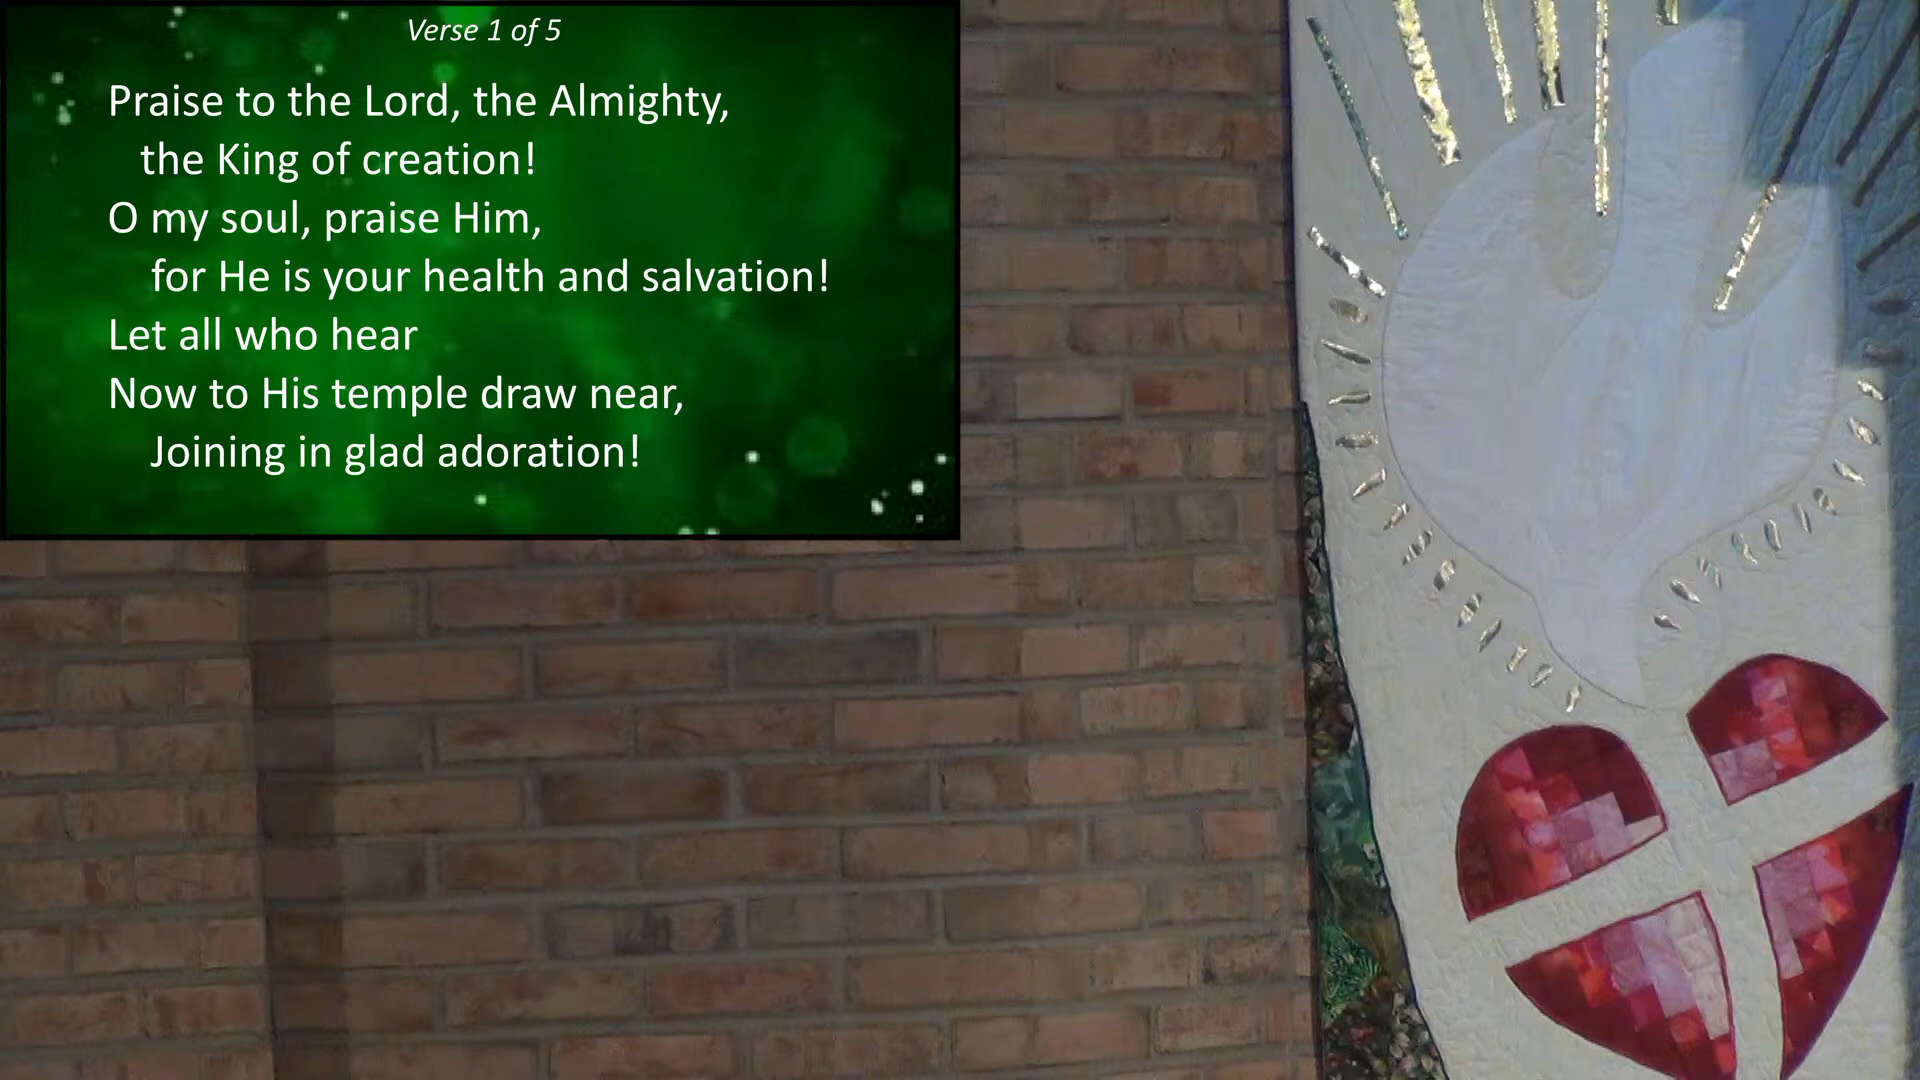 Verse 1 of 5
Praise to the Lord, the Almighty,
the King of creation!
O my soul, praise Him,
for He is your health and salvation!
Let all who hear
Now to His temple draw near,
Joining in glad adoration!